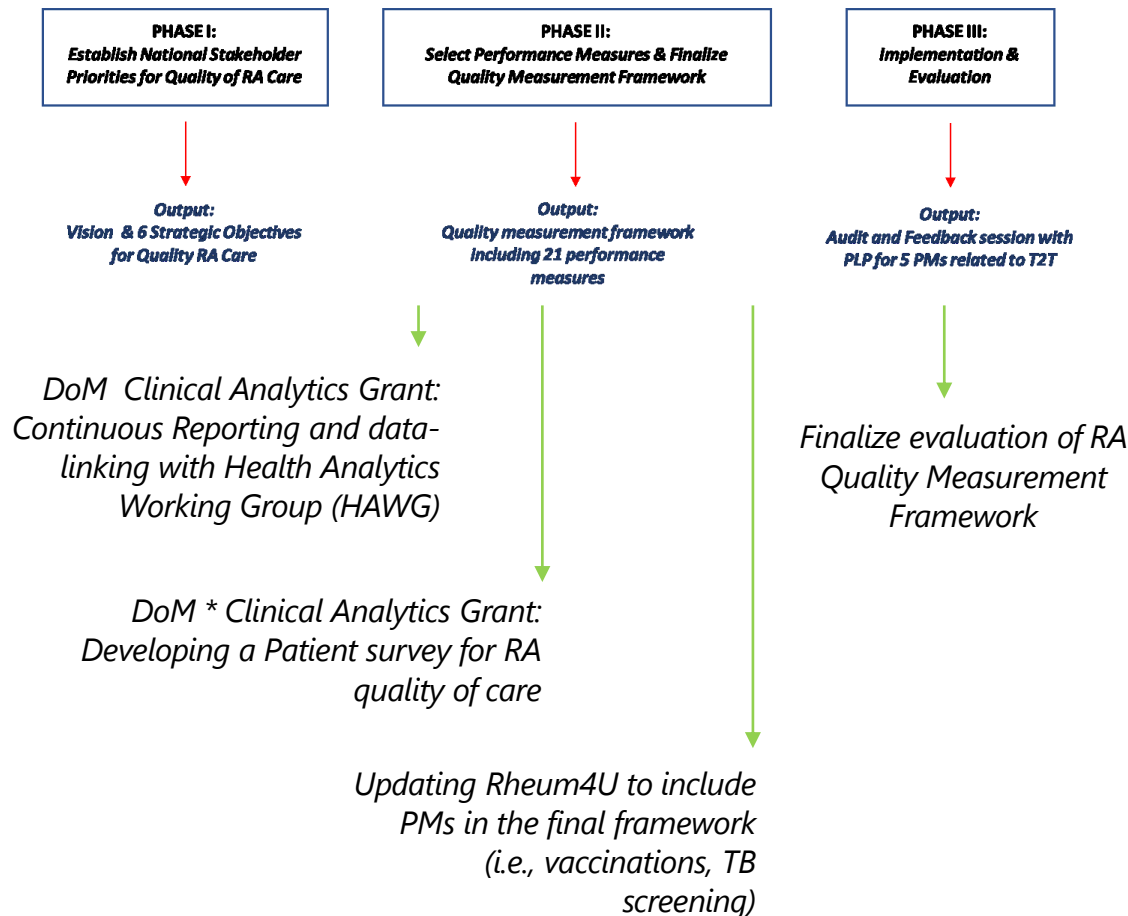 PHASE I:
Establish National Stakeholder
Priorities for Quality of RA Care
PHASE II:
Select Performance Measures & Finalize
Quality Measurement Framework
PHASE III:
Implementation &
Evaluation
Output:
Vision & 6 Strategic Objectives
for Quality RA Care
Output:
Quality measurement framework
including 21 performance
measures
Output:
Audit and Feedback session with
PLP for 5 PMs related to T2T
DoM Clinical Analytics Grant:
Continuous Reporting and data-
linking with Health Analytics
Working Group (HAWG)
Finalize evaluation of RA
Quality Measurement
Framework
DoM * Clinical Analytics Grant:
Developing a Patient survey for RA
quality of care
Updating Rheum4U to include
PMs in the final framework
(i.e., vaccinations, TB
screening)